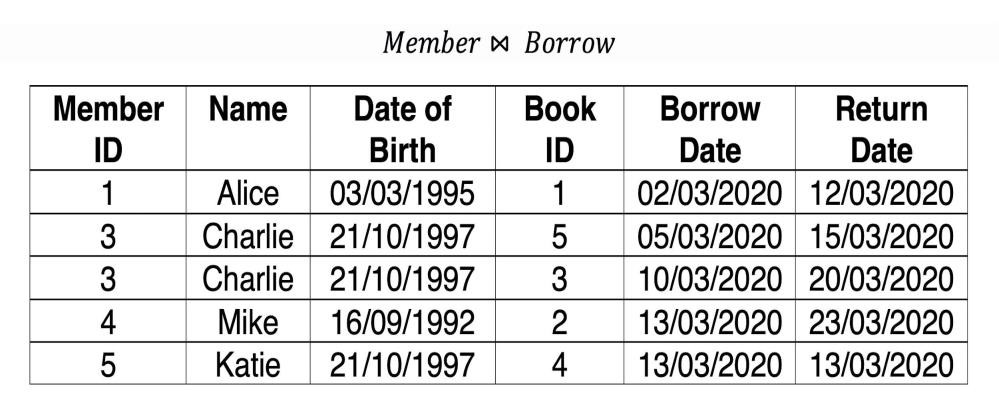 Member ⋈ Borrow
Member ID Name Date of Birth Book ID Borrow Date Return Date
1 Alice 03/03/1995 1 02/03/2020 12/03/2020
3 Charlie 21/10/1997 5 05/03/2020 15/03/2020
3 Charlie 21/10/1997 3 10/03/2020 20/03/2020
4 Mike 16/09/1992 2 13/03/2020 23/03/2020
5 Katie 21/10/1997 4 13/03/2020 13/03/2020